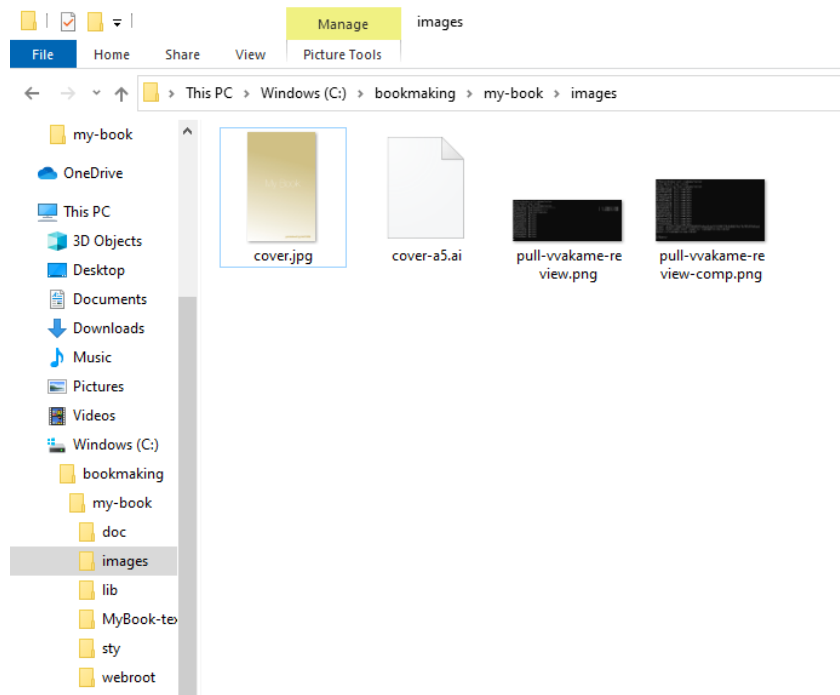 Manage
images
File
Home
Share
View
Picture Tools
This PC
Windows (C:)
bookmaking
my-book
images
my-book
OneDrive
This PC
3D Objects
Desktop
Documents
Downloads
Music
Pictures
Videos
Windows (C:)
bookmaking
my-book
doc
images
lib
MyBook-tex
sty
webroot
cover.jpg
cover-a5.ai
pull-vvakame-re
view.png
pull-vvakame-re
view-comp.png